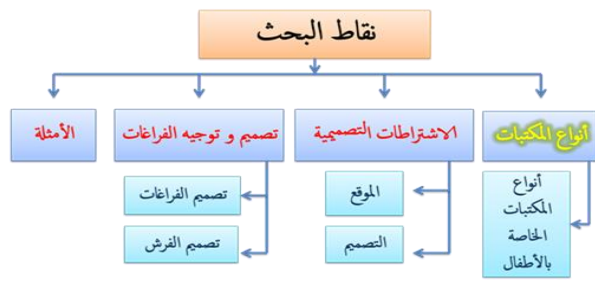 نقاط البحث
أنواع المكتبات
الاشتراطات التصميمية
تصميم و توجيه الفراغات
الأمثلة
أنواع
المكتبات
الخاصة
بالأطفال
الموقع
التصميم
تصميم الفراغات
تصميم الفرش